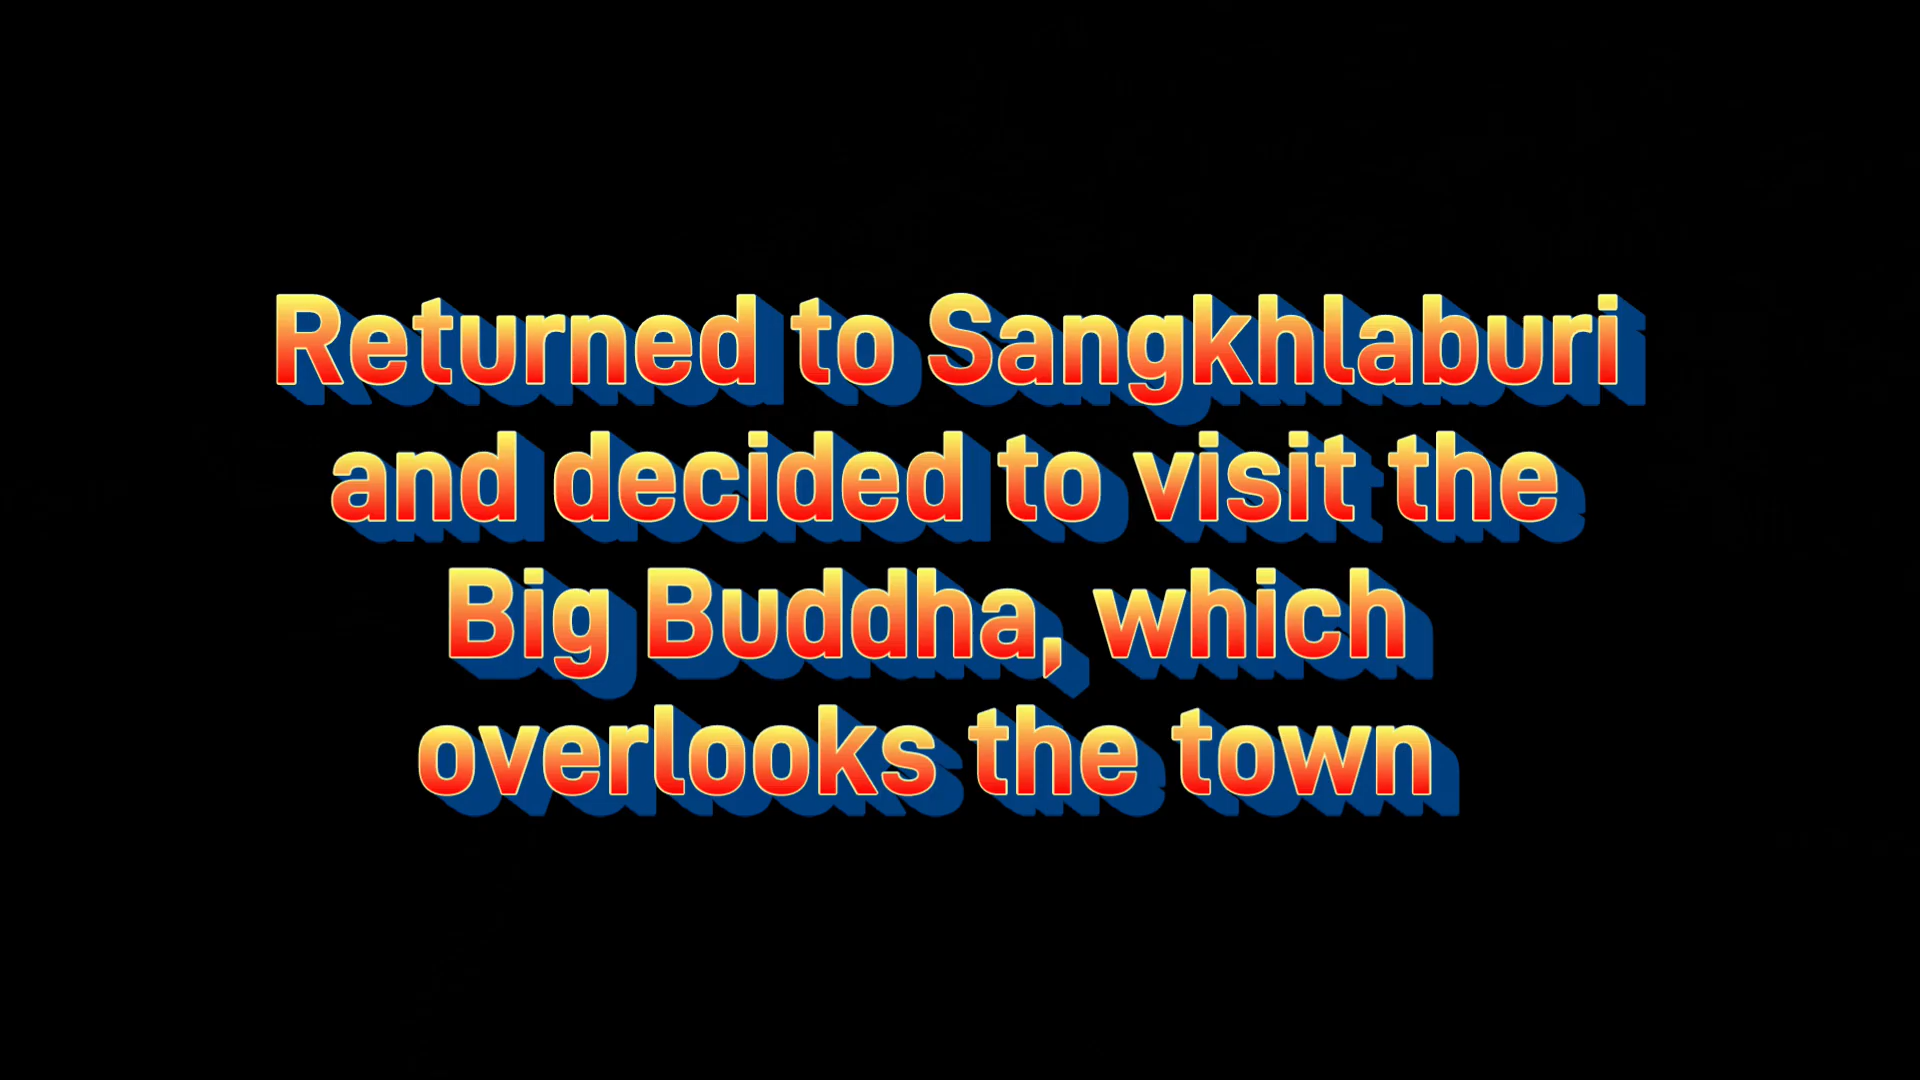 Returned to Sangkhlaburi
and decided to visit the
Big Buddha, which
overlooks the town